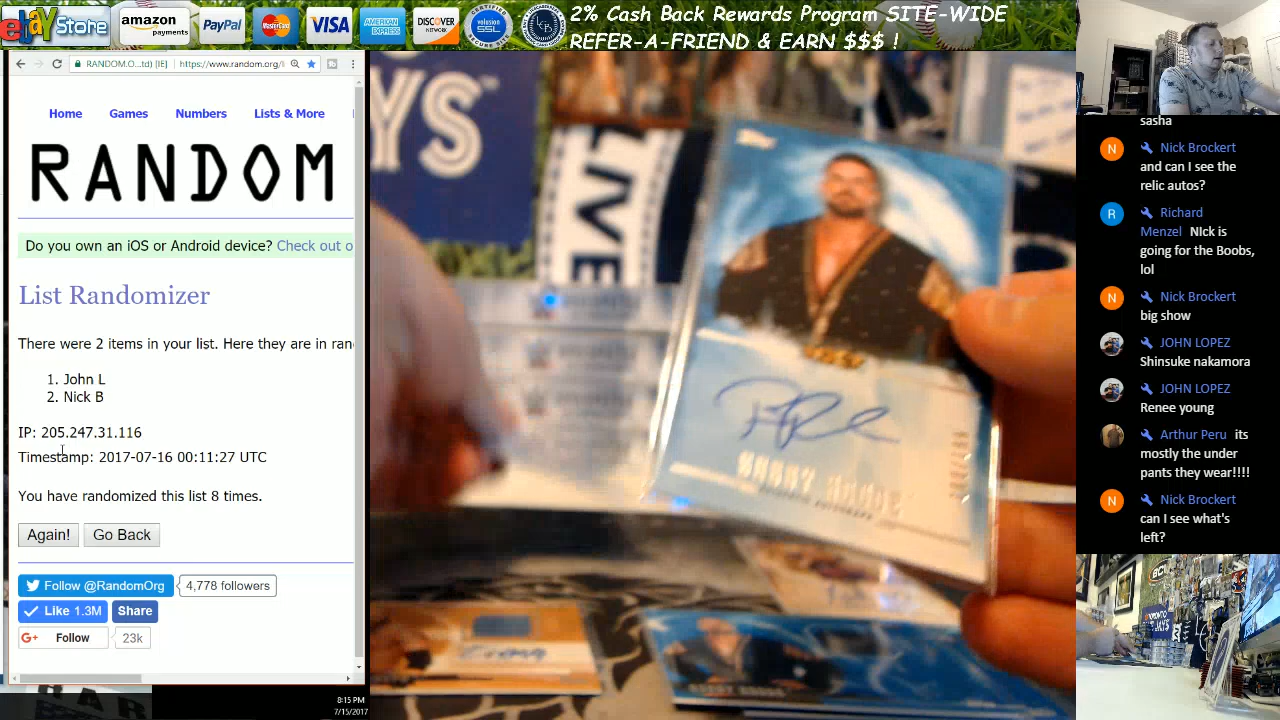 ebay Store
amazon
payments
PayPal
MasterCard
VISA
AMERICAN
EXPRESS
DISCOVER
NETWORK
volusion
SSL
2% Cash Back Rewards Program SITE-WIDE
REFER-A-FRIEND & EARN $$$ !
RANDOM.O...td) [IE]
https://www.random.org/l
Home Games Numbers Lists & More
RANDOM
Do you own an iOS or Android device? Check out o
List Randomizer
There were 2 items in your list. Here they are in ran
1. John L
2. Nick B
IP: 205.247.31.116
Timestamp: 2017-07-16 00:11:27 UTC
You have randomized this list 8 times.
Again! Go Back
Follow @RandomOrg 4,778 followers
Like 1.3M Share
G+ Follow 23k
8:15 PM
7/15/2017
YS
LIVE
topps
sasha
N Nick Brockert
and can I see the
relic autos?
R Richard
Menzel NIck is
going for the Boobs,
lol
N Nick Brockert
big show
JOHN LOPEZ
Shinsuke nakamora
JOHN LOPEZ
Renee young
Arthur Peru its
mostly the under
pants they wear!!!!
N Nick Brockert
can I see what's
left?